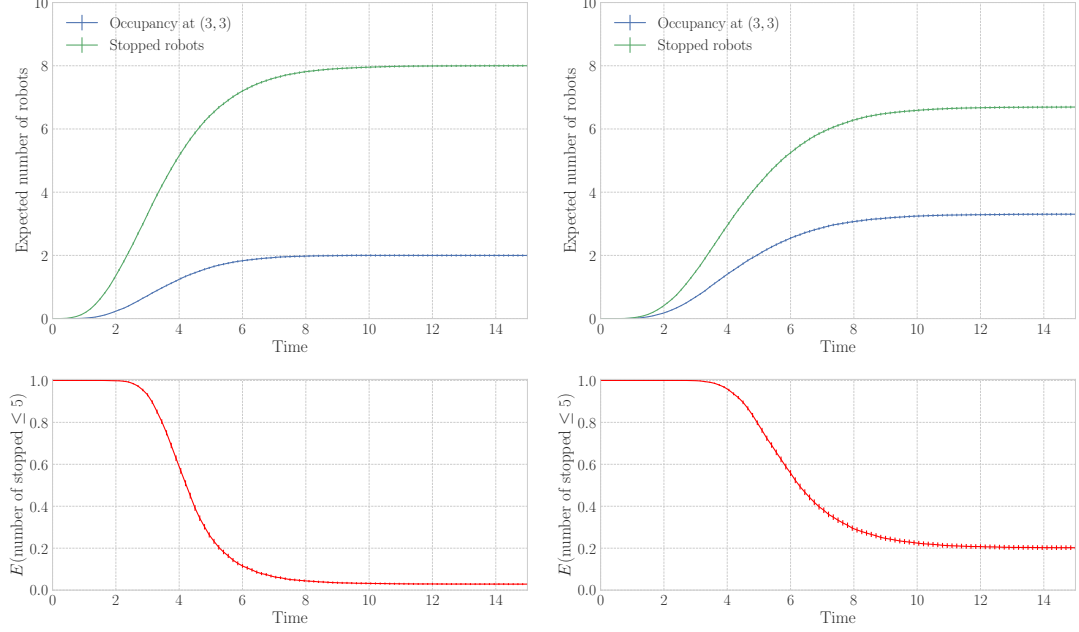 10
8
6
4
2
0
Expected number of robots
Occupancy at (3, 3)
Stopped robots
0 2 4 6 8 10 12 14
Time
10
8
6
4
2
0
Expected number of robots
Occupancy at (3, 3)
Stopped robots
0 2 4 6 8 10 12 14
Time
1.0
0.8
0.6
0.4
0.2
0.0
E(number of stopped ≤ 5)
0 2 4 6 8 10 12 14
Time
1.0
0.8
0.6
0.4
0.2
0.0
E(number of stopped ≤ 5)
0 2 4 6 8 10 12 14
Time